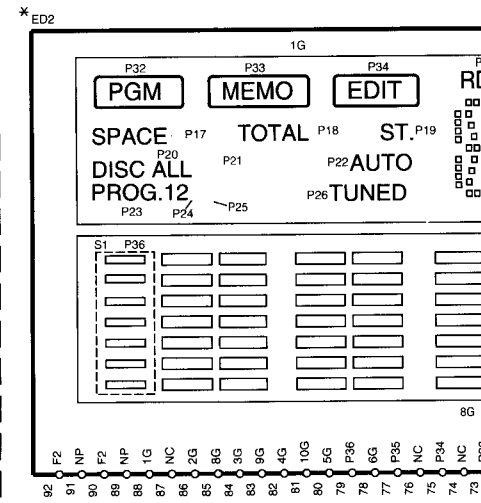 * ED2
1G
P32 P33 P34
PGM MEMO EDIT
SPACE P17 TOTAL P18 ST. P19
P20
DISC ALL P21 P22 AUTO
PROG.12 P26 TUNED
P23 P24 P25
S1 P36
8G
F2 NP F2 NP 1G NC 2G 8G 3G 9G 4G 10G 5G P36 6G P35 NC P34 NC
92 91 90 89 88 87 86 85 84 83 82 81 80 79 78 77 76 75 74 73